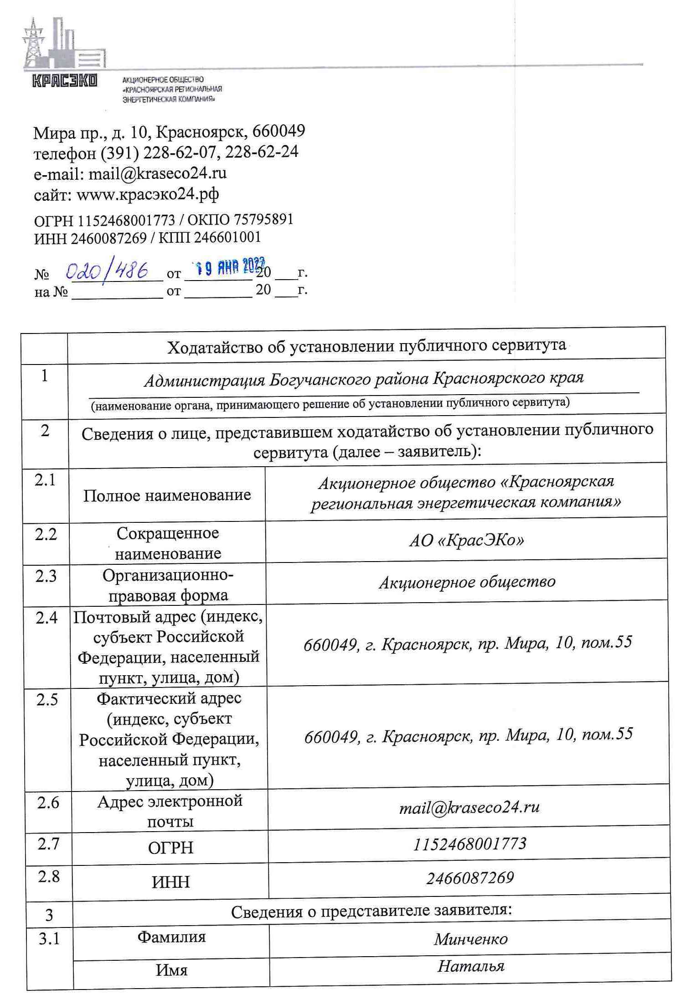 КРАСЭКО
АКЦИОНЕРНОЕ ОБЩЕСТВО
«КРАСНОЯРСКАЯ РЕГИОНАЛЬНАЯ
ЭНЕРГЕТИЧЕСКАЯ КОМПАНИЯ»
Мира пр., д. 10, Красноярск, 660049
телефон (391) 228-62-07, 228-62-24
e-mail: mail@kraseco24.ru
сайт: www.красэко24.рф
ОГРН 1152468001773 / ОКПО 75795891
ИНН 2460087269 / КПП 246601001
№ 020/486 от 19 ЯНВ 2022 20 ___г.
на № ____________ от _________ 20 ___г.
Ходатайство об установлении публичного сервитута
1
Администрация Богучанского района Красноярского края
(наименование органа, принимающего решение об установлении публичного сервитута)
2
Сведения о лице, представившем ходатайство об установлении публичного
сервитута (далее – заявитель):
2.1
Полное наименование
Акционерное общество «Красноярская
региональная энергетическая компания»
2.2
Сокращенное
наименование
АО «КрасЭКо»
2.3
Организационно-
правовая форма
Акционерное общество
2.4
Почтовый адрес (индекс,
субъект Российской
Федерации, населенный
пункт, улица, дом)
660049, г. Красноярск, пр. Мира, 10, пом.55
2.5
Фактический адрес
(индекс, субъект
Российской Федерации,
населенный пункт,
улица, дом)
660049, г. Красноярск, пр. Мира, 10, пом.55
2.6
Адрес электронной
почты
mail@kraseco24.ru
2.7
ОГРН
1152468001773
2.8
ИНН
2466087269
3
Сведения о представителе заявителя:
3.1
Фамилия
Минченко
Имя
Наталья